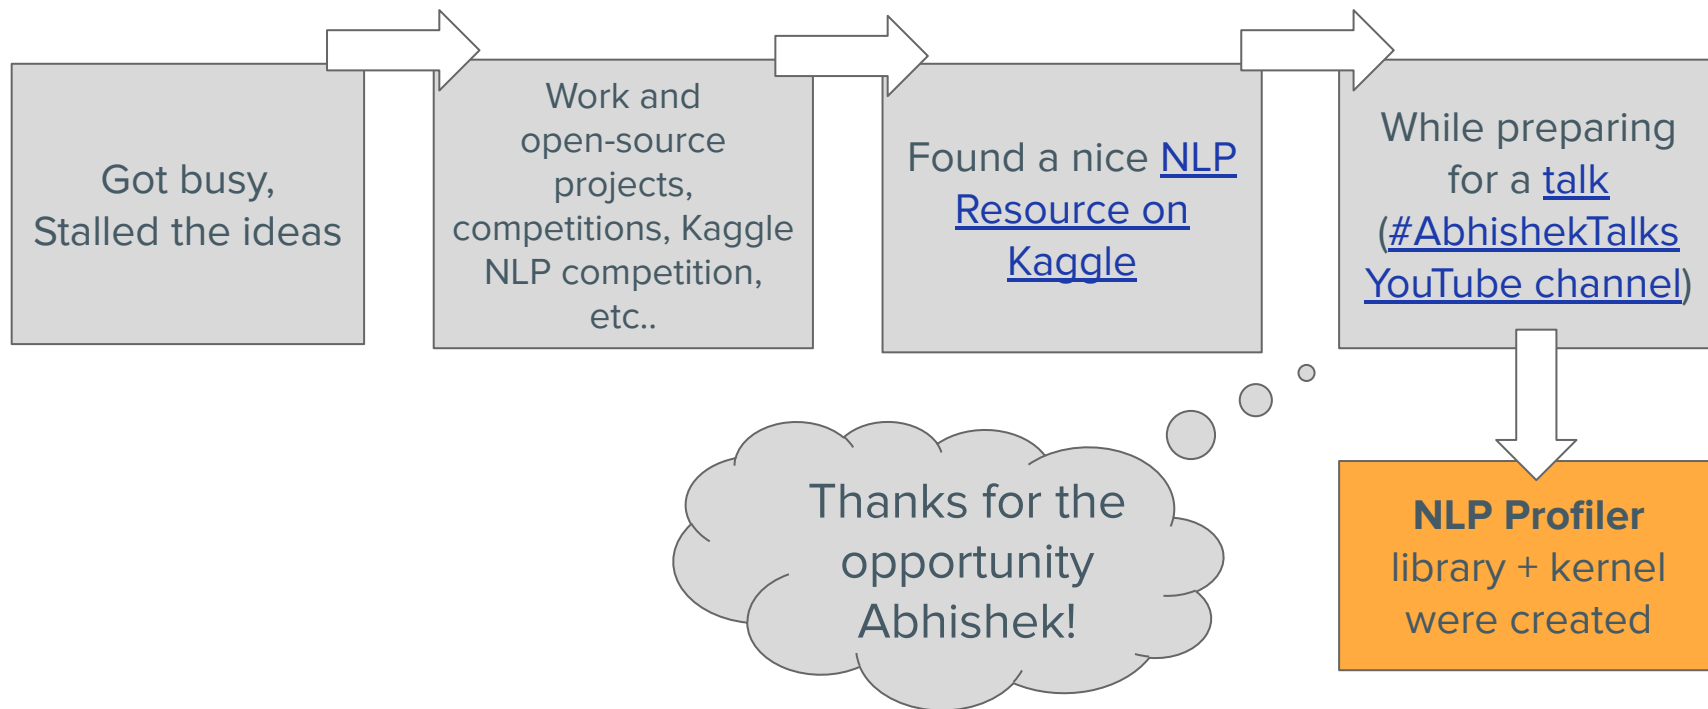 Got busy,
Stalled the ideas
Work and
open-source
projects,
competitions, Kaggle
NLP competition,
etc..
Found a nice NLP
Resource on
Kaggle
While preparing
for a talk
(#AbhishekTalks
YouTube channel)
Thanks for the
opportunity
Abhishek!
NLP Profiler
library + kernel
were created